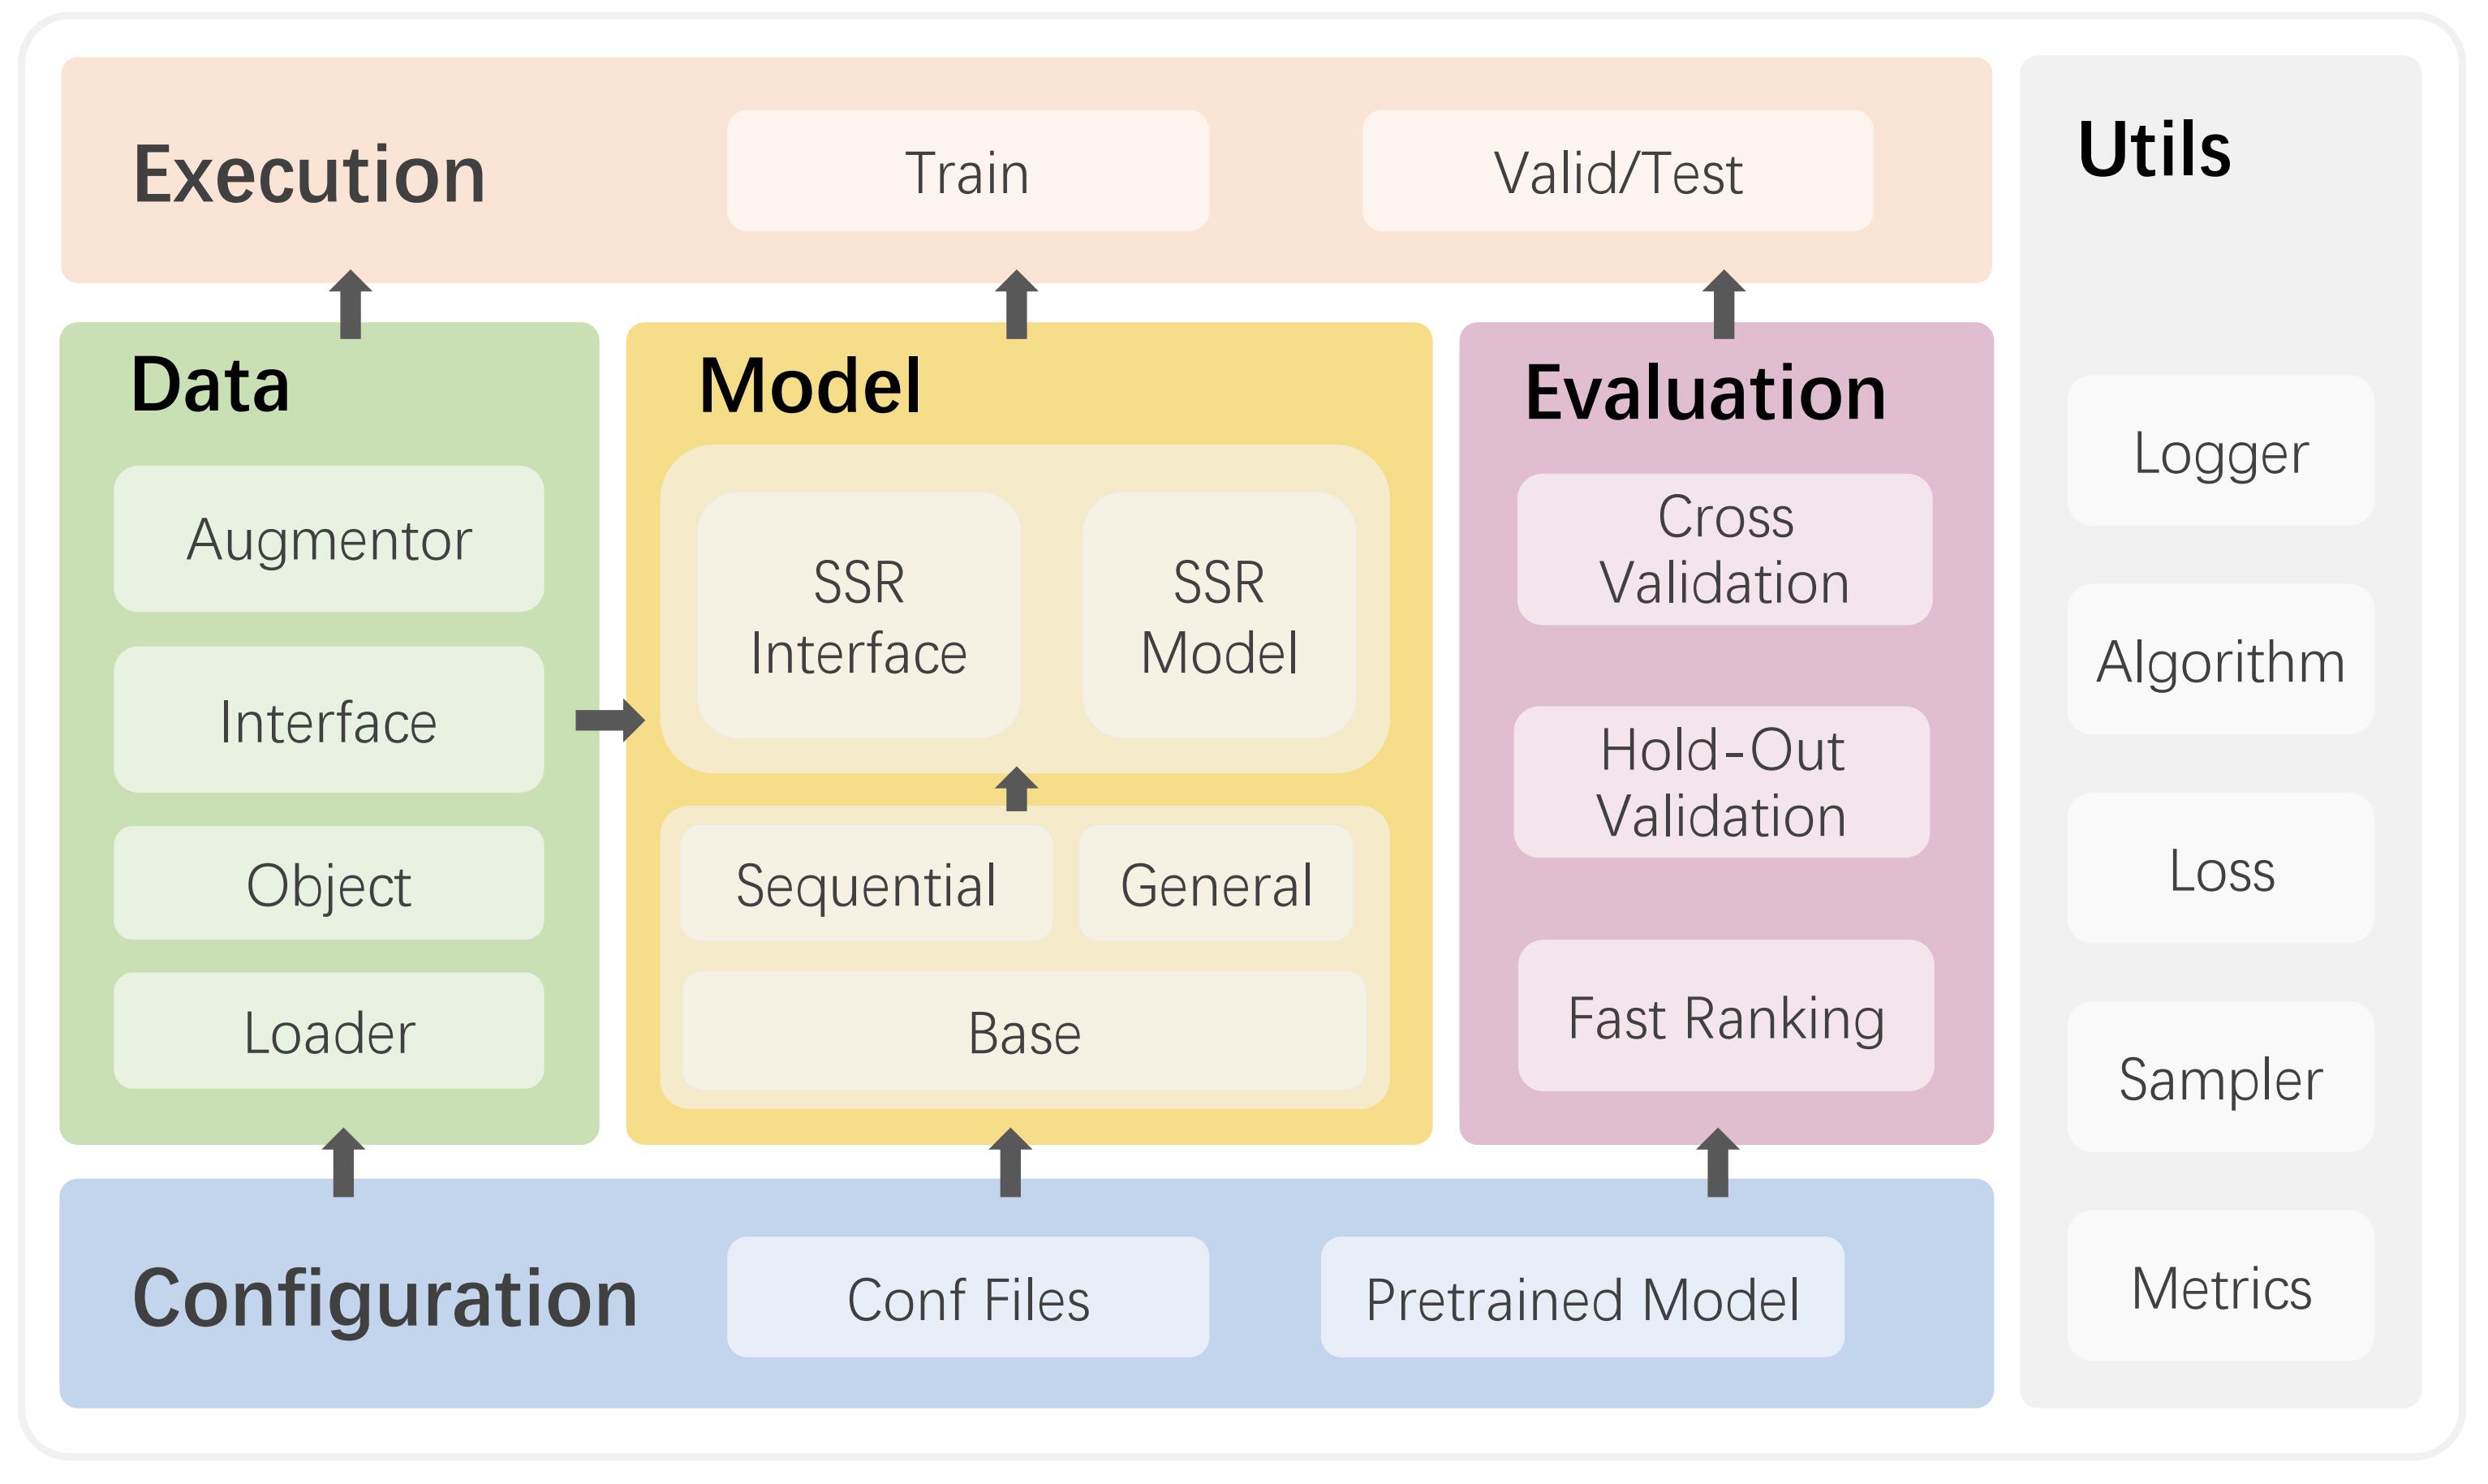 Execution
Train
Valid/Test
Data
Augmentor
Interface
Object
Loader
Model
SSR
Interface
SSR
Model
Sequential
General
Base
Evaluation
Cross
Validation
Hold-Out
Validation
Fast Ranking
Configuration
Conf Files
Pretrained Model
Utils
Logger
Algorithm
Loss
Sampler
Metrics